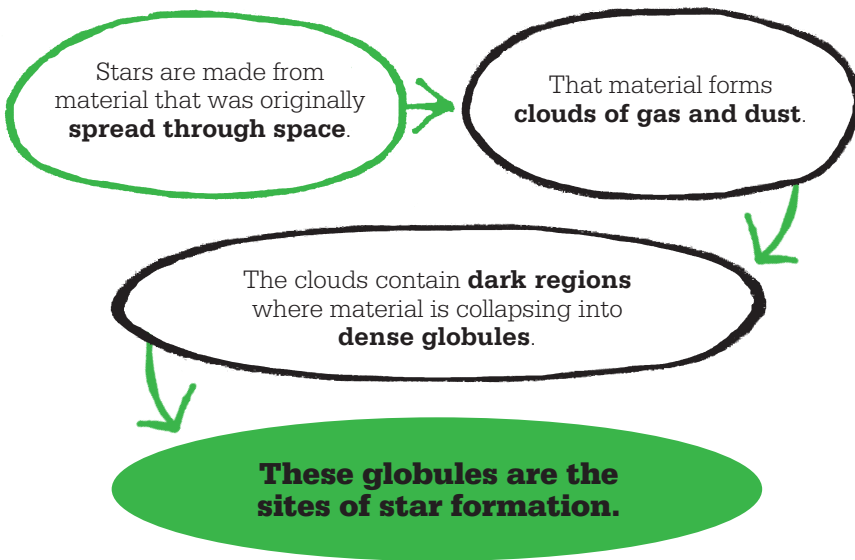 Stars are made from
material that was originally
spread through space.
That material forms
clouds of gas and dust.
The clouds contain dark regions
where material is collapsing into
dense globules.
These globules are the
sites of star formation.